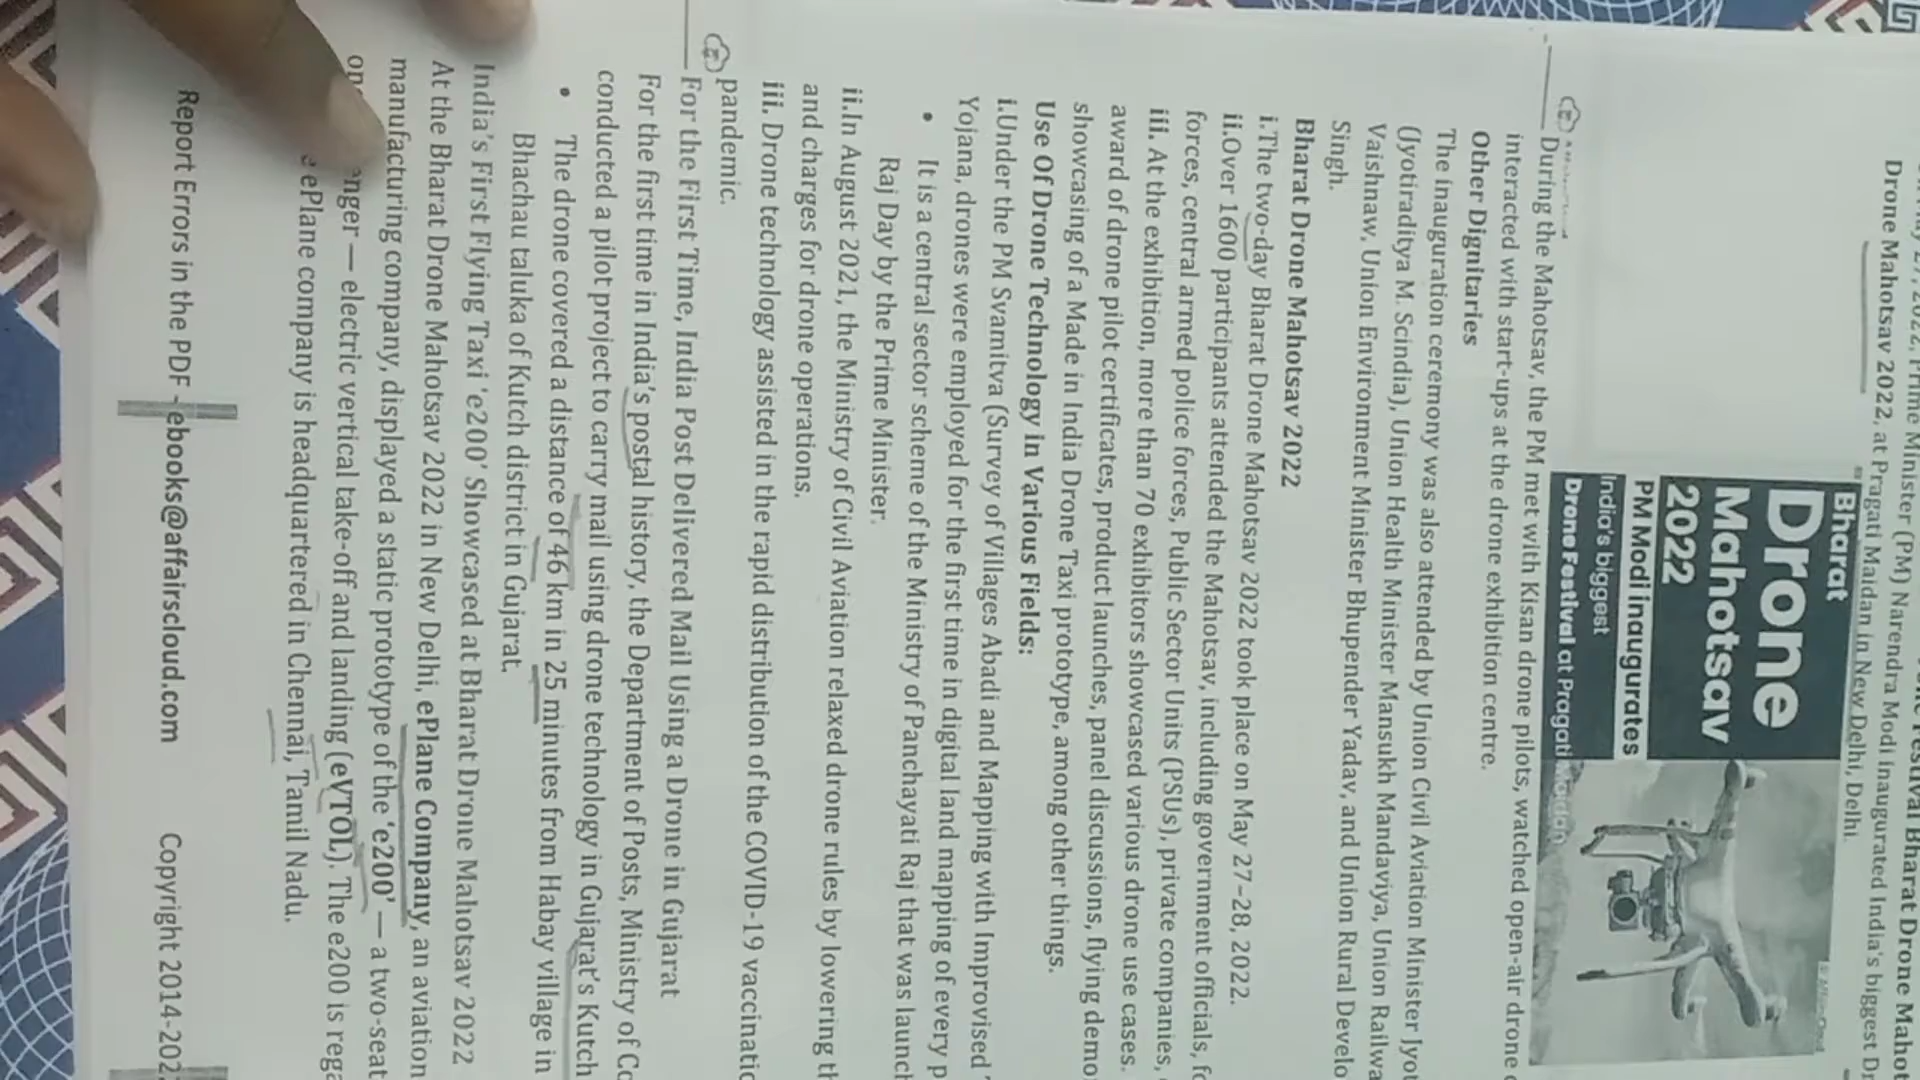 Festival Bharat Drone Mahot
27, 2022, Prime Minister (PM) Narendra Modi inaugurated India's biggest Dr
Drone Mahotsav 2022, at Pragati Maidan in New Delhi, Delhi.
Bharat
Drone
Mahotsav
2022
PM Modi inaugurates
India's biggest
Drone Festival at Pragati Maidan
During the Mahotsav, the PM met with Kisan drone pilots, watched open-air drone
interacted with start-ups at the drone exhibition centre.
Other Dignitaries
The inauguration ceremony was also attended by Union Civil Aviation Minister Jyot
(Jyotiraditya M. Scindia), Union Health Minister Mansukh Mandaviya, Union Railwa
Vaishnaw, Union Environment Minister Bhupender Yadav, and Union Rural Develo
Singh.
Bharat Drone Mahotsav 2022
i.The two-day Bharat Drone Mahotsav 2022 took place on May 27–28, 2022.
ii.Over 1600 participants attended the Mahotsav, including government officials, fo
forces, central armed police forces, Public Sector Units (PSUs), private companies,
iii. At the exhibition, more than 70 exhibitors showcased various drone use cases.
award of drone pilot certificates, product launches, panel discussions, flying demo
showcasing of a Made in India Drone Taxi prototype, among other things.
Use Of Drone Technology in Various Fields:
i.Under the PM Svamitva (Survey of Villages Abadi and Mapping with Improvised T
Yojana, drones were employed for the first time in digital land mapping of every p
• It is a central sector scheme of the Ministry of Panchayati Raj that was launch
Raj Day by the Prime Minister.
ii.In August 2021, the Ministry of Civil Aviation relaxed drone rules by lowering th
and charges for drone operations.
iii. Drone technology assisted in the rapid distribution of the COVID-19 vaccinatio
pandemic.
For the First Time, India Post Delivered Mail Using a Drone in Gujarat
For the first time in India's postal history, the Department of Posts, Ministry of Co
conducted a pilot project to carry mail using drone technology in Gujarat's Kutch
• The drone covered a distance of 46 km in 25 minutes from Habay village in
Bhachau taluka of Kutch district in Gujarat.
India's First Flying Taxi 'e200' Showcased at Bharat Drone Mahotsav 2022
At the Bharat Drone Mahotsav 2022 in New Delhi, ePlane Company, an aviation
manufacturing company, displayed a static prototype of the 'e200' — a two-seat
enger — electric vertical take-off and landing (eVTOL). The e200 is rega
e ePlane company is headquartered in Chennai, Tamil Nadu.
Report Errors in the PDF - ebooks@affairscloud.com Copyright 2014-202